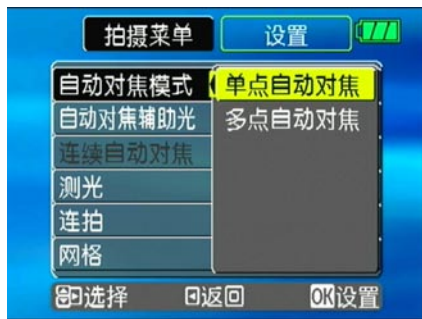 拍摄菜单 设置
自动对焦模式 单点自动对焦
自动对焦辅助光 多点自动对焦
连续自动对焦
测光
连拍
网格
选择 返回 OK设置